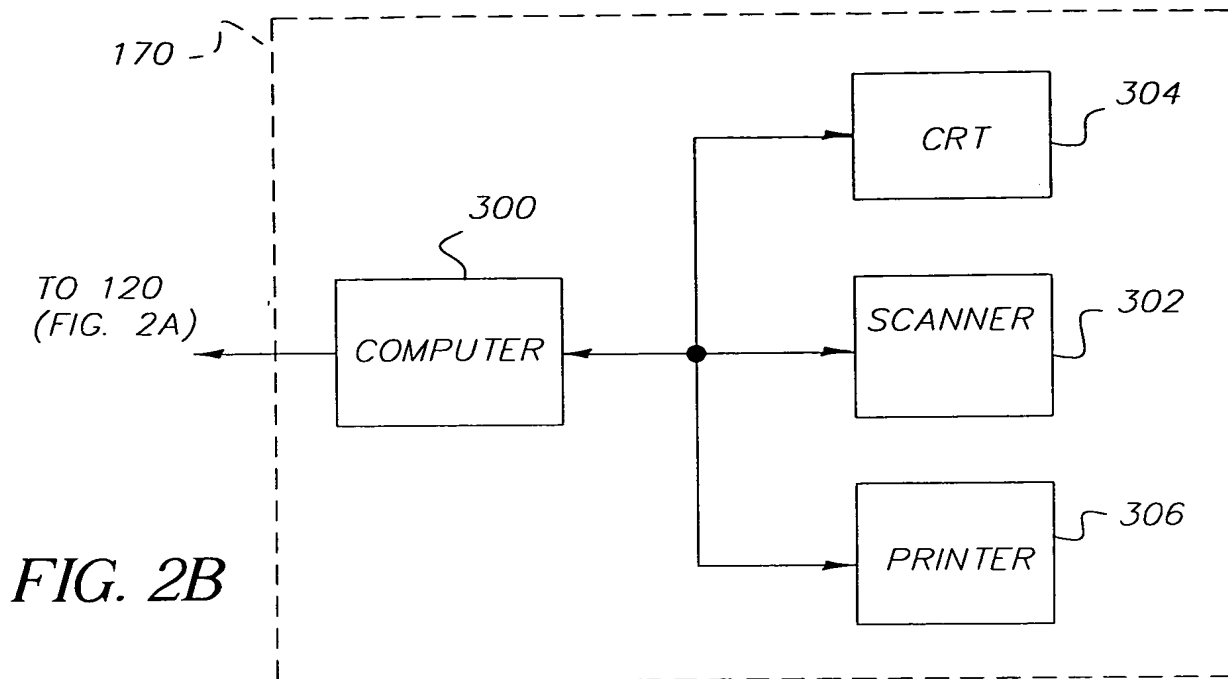 170
304
CRT
300
TO 120
(FIG. 2A)
COMPUTER
SCANNER
302
306
PRINTER
FIG. 2B